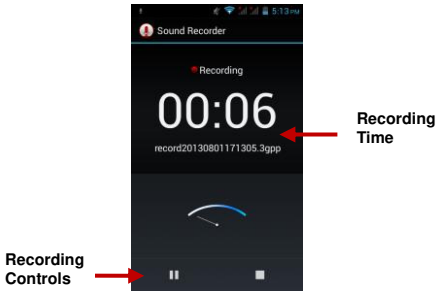 5:13 PM
Sound Recorder
Recording
00:06
record20130801171305.3gpp
Recording
Time
Recording
Controls